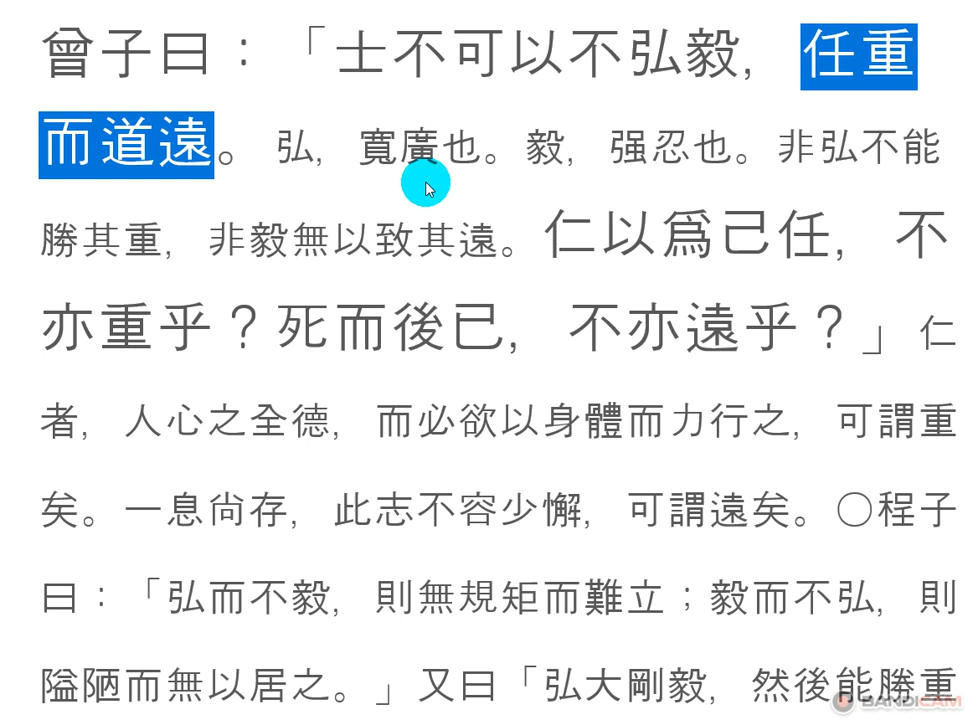 曾子曰：「士不可以不弘毅，任重
而道遠。弘，寬廣也。毅，强忍也。非弘不能
勝其重，非毅無以致其遠。仁以爲己任，不
亦重乎？死而後已，不亦遠乎？」仁
者，人心之全德，而必欲以身體而力行之，可謂重
矣。一息尙存，此志不容少懈，可謂遠矣。〇程子
曰：「弘而不毅，則無規矩而難立；毅而不弘，則
隘陋而無以居之。」又曰「弘大剛毅，然後能勝重
BANDICAM